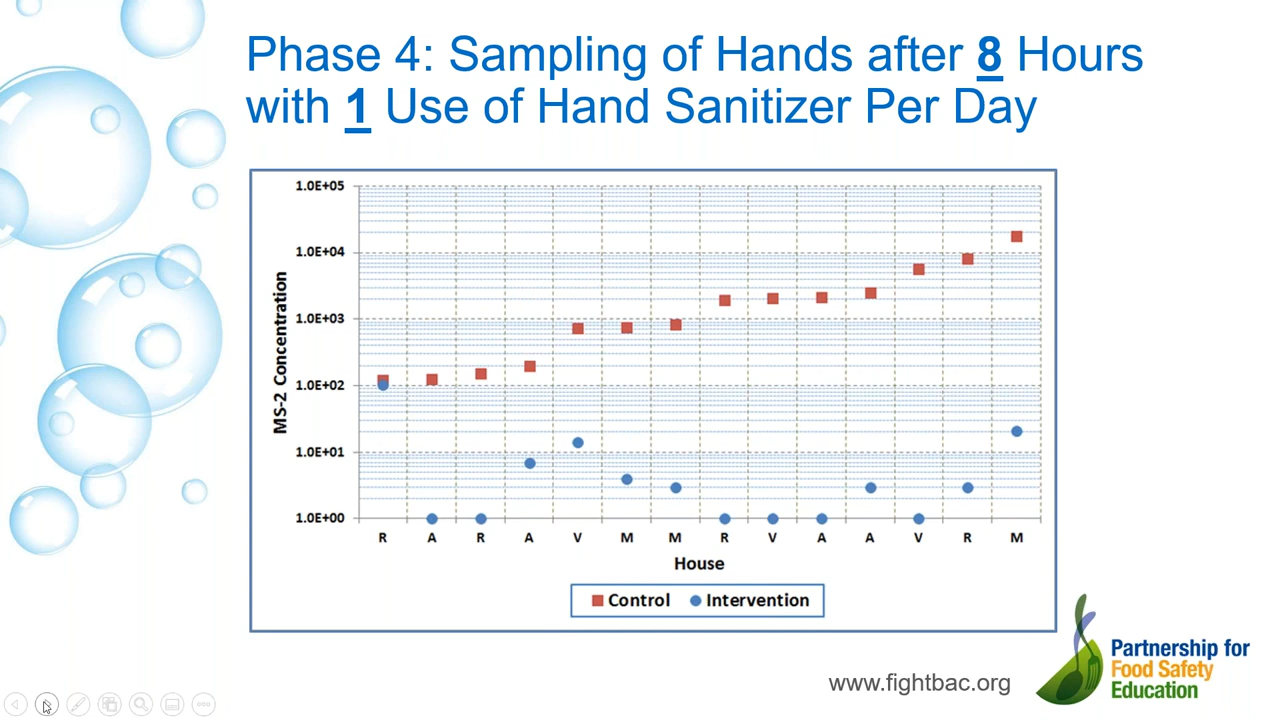 Phase 4: Sampling of Hands after 8 Hours
with 1 Use of Hand Sanitizer Per Day
1.0E+05
1.0E+04
1.0E+03
1.0E+02
1.0E+01
1.0E+00
MS-2 Concentration
R A R A V M M R V A A V R M
House
Control Intervention
www.fightbac.org
Partnership for
Food Safety
Education